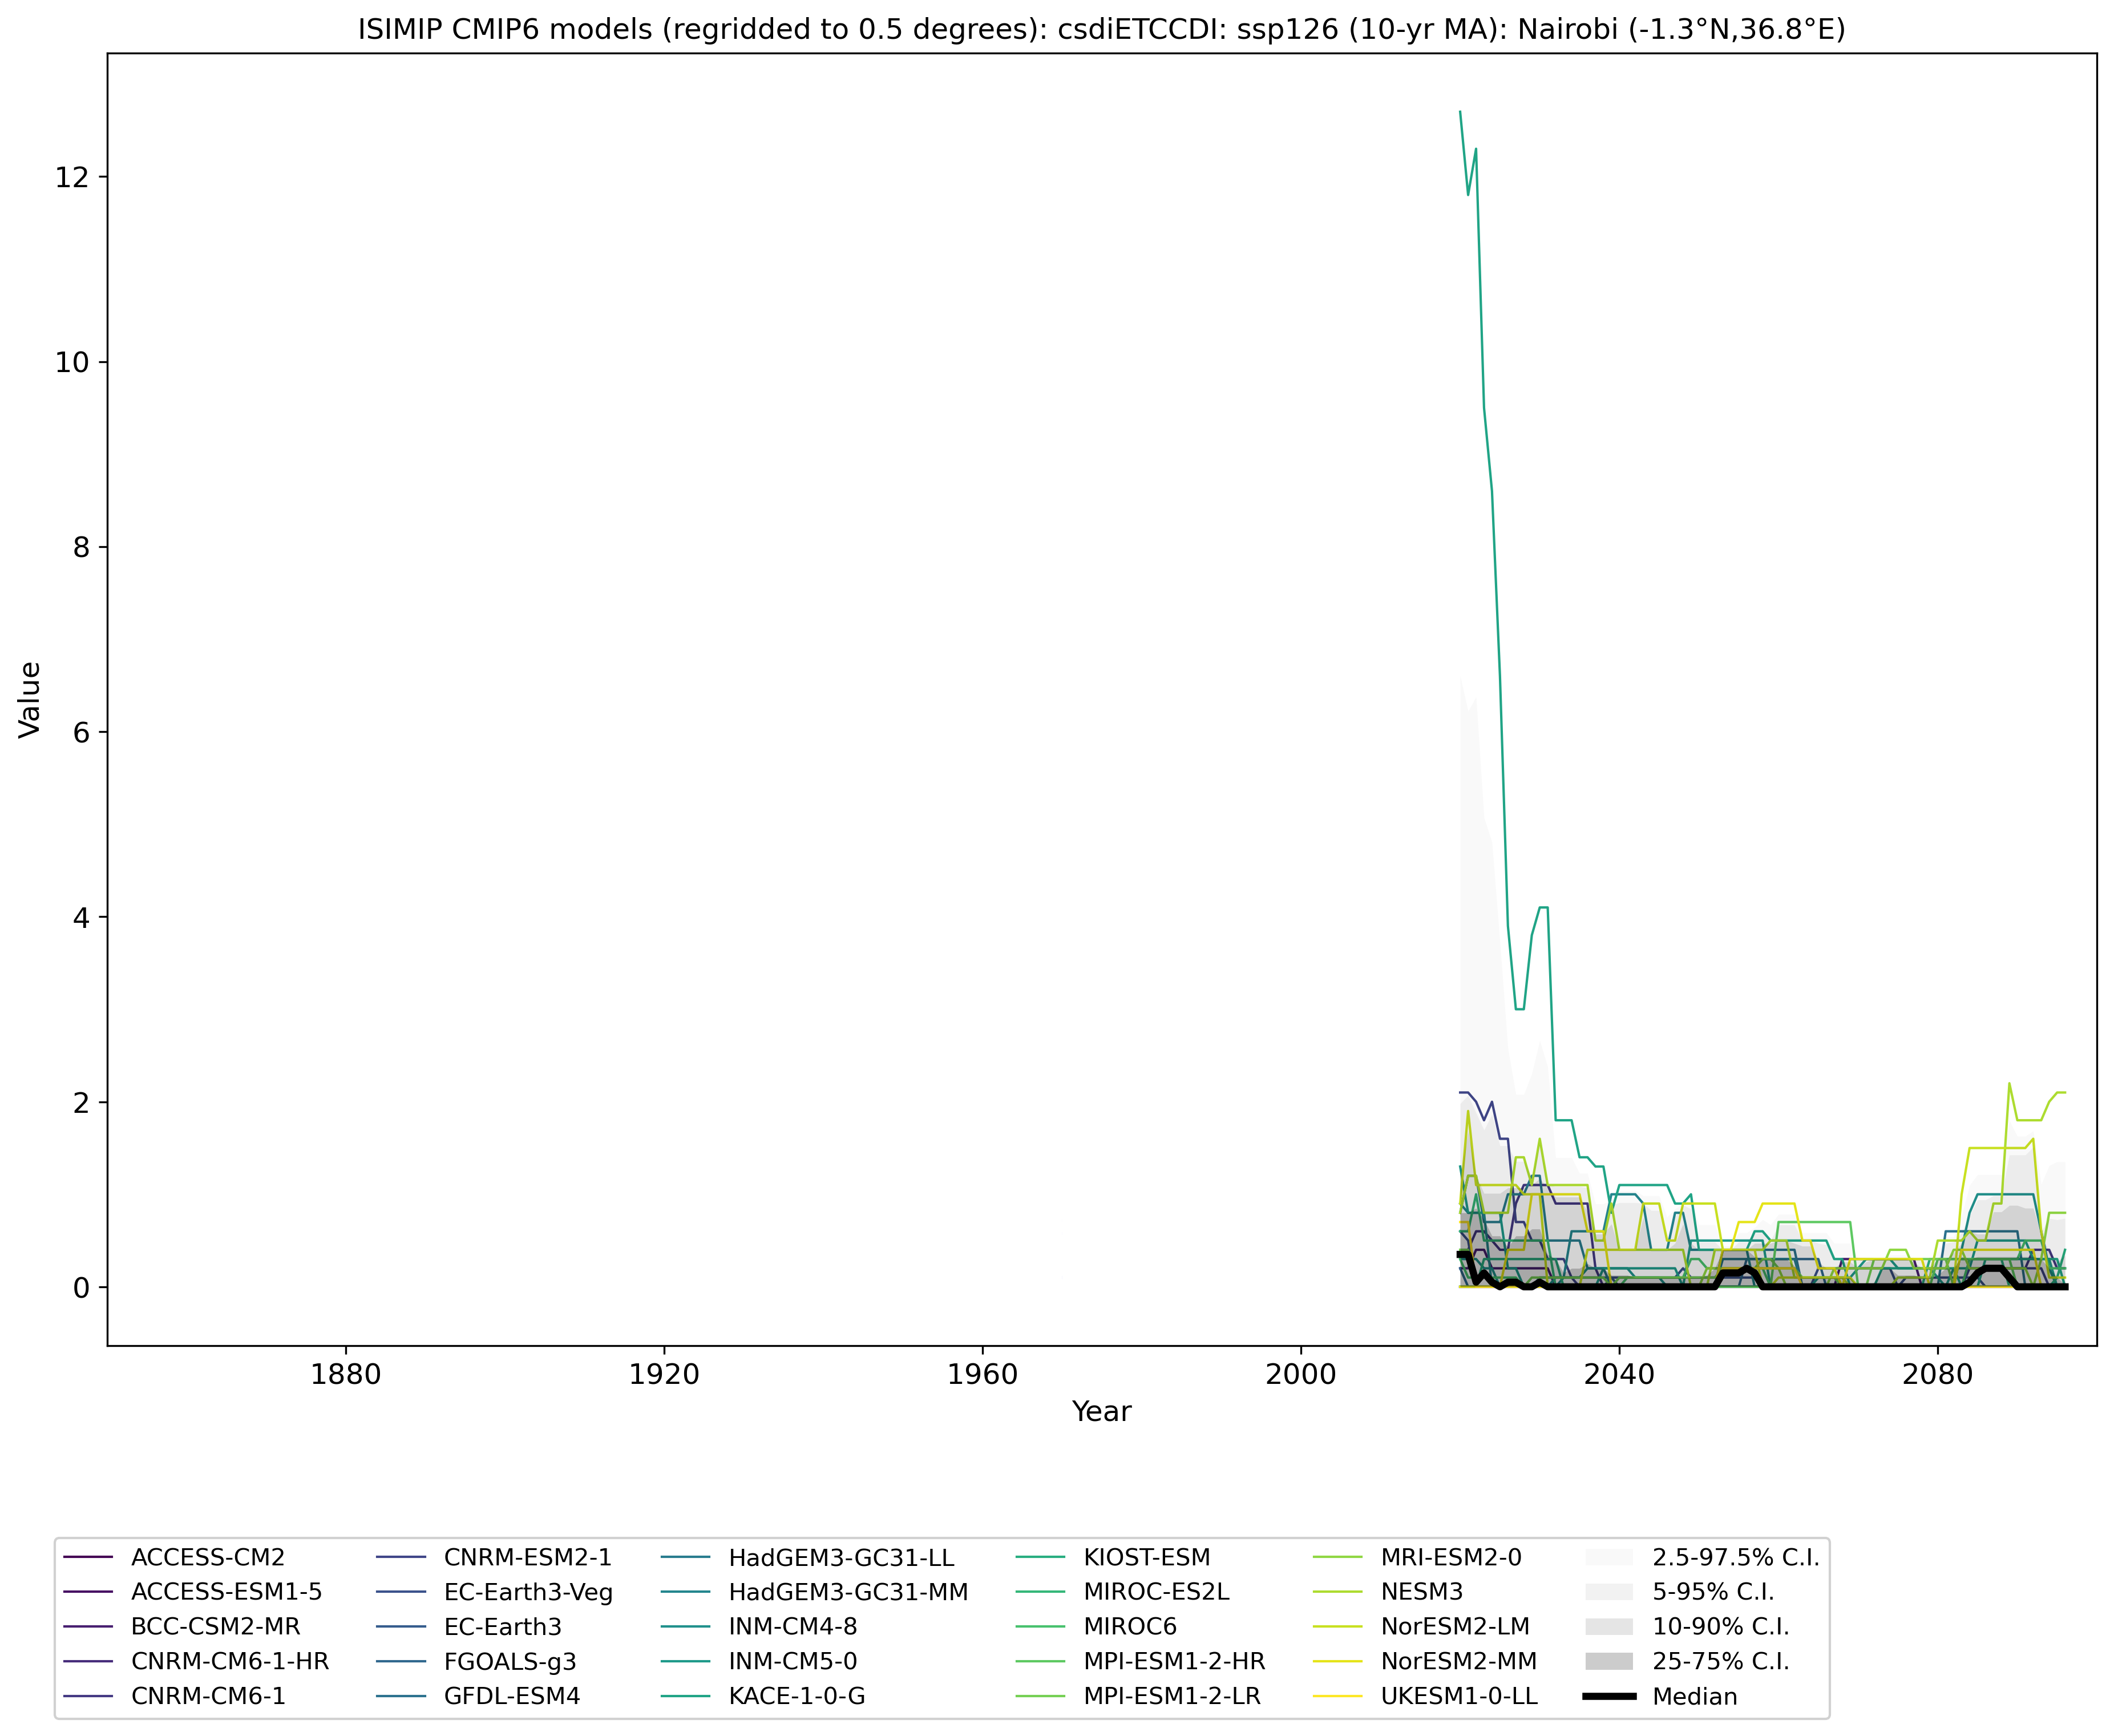 ISIMIP CMIP6 models (regridded to 0.5 degrees): csdiETCCDI: ssp126 (10-yr MA): Nairobi (-1.3°N,36.8°E)
12
10
8
6
4
2
0
Value
1880 1920 1960 2000 2040 2080
Year
ACCESS-CM2
ACCESS-ESM1-5
BCC-CSM2-MR
CNRM-CM6-1-HR
CNRM-CM6-1
CNRM-ESM2-1
EC-Earth3-Veg
EC-Earth3
FGOALS-g3
GFDL-ESM4
HadGEM3-GC31-LL
HadGEM3-GC31-MM
INM-CM4-8
INM-CM5-0
KACE-1-0-G
KIOST-ESM
MIROC-ES2L
MIROC6
MPI-ESM1-2-HR
MPI-ESM1-2-LR
MRI-ESM2-0
NESM3
NorESM2-LM
NorESM2-MM
UKESM1-0-LL
2.5-97.5% C.I.
5-95% C.I.
10-90% C.I.
25-75% C.I.
Median